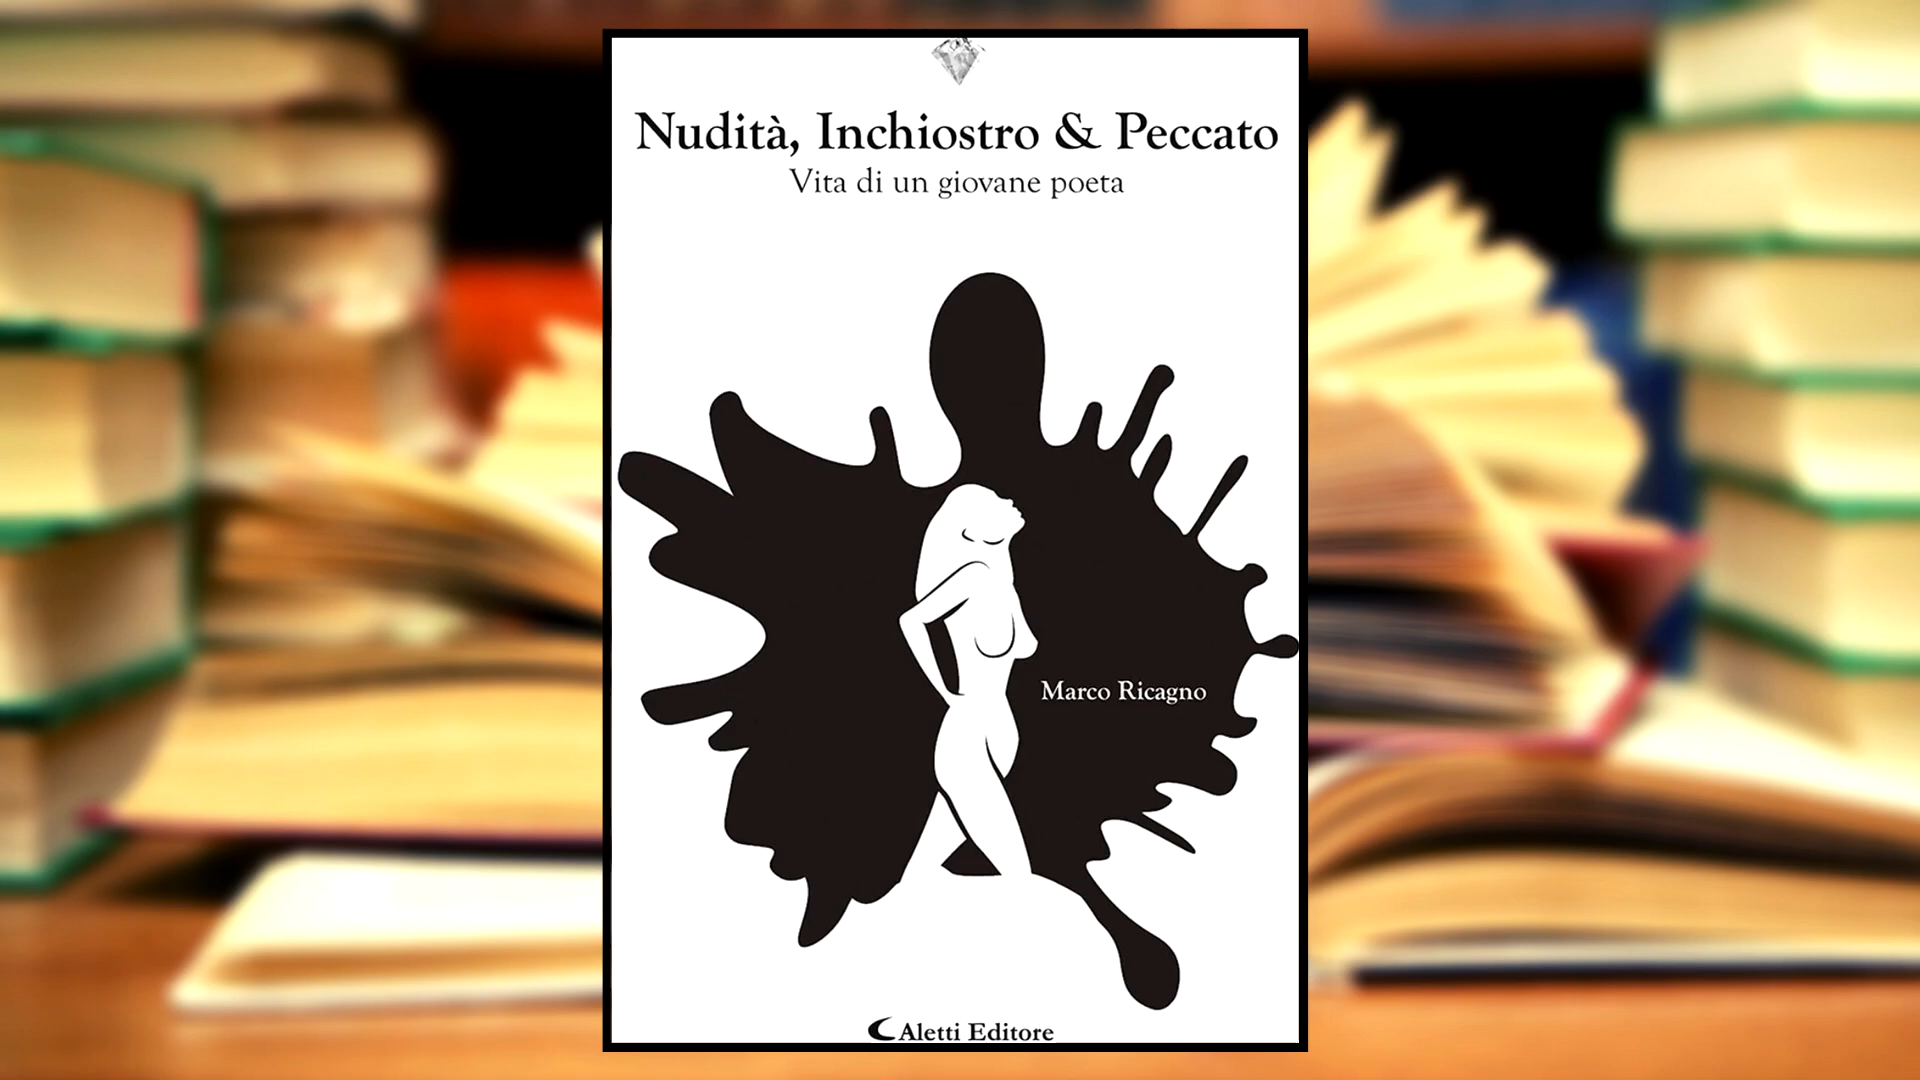 Nudità, Inchiostro & Peccato
Vita di un giovane poeta
Marco Ricagno
Aletti Editore